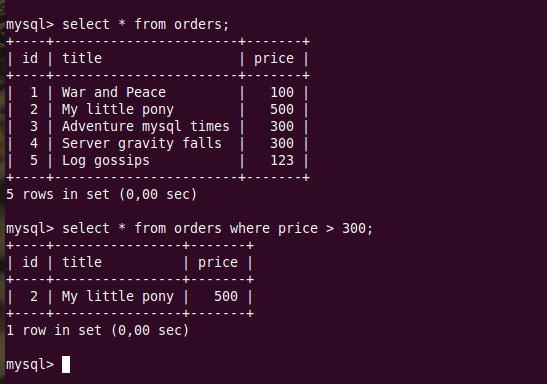 mysql> select * from orders;
+----+-----------------------+-------+
| id | title                 | price |
+----+-----------------------+-------+
|  1 | War and Peace         |   100 |
|  2 | My little pony        |   500 |
|  3 | Adventure mysql times |   300 |
|  4 | Server gravity falls  |   300 |
|  5 | Log gossips           |   123 |
+----+-----------------------+-------+
5 rows in set (0,00 sec)
mysql> select * from orders where price > 300;
+----+----------------+-------+
| id | title          | price |
+----+----------------+-------+
|  2 | My little pony |   500 |
+----+----------------+-------+
1 row in set (0,00 sec)
mysql>